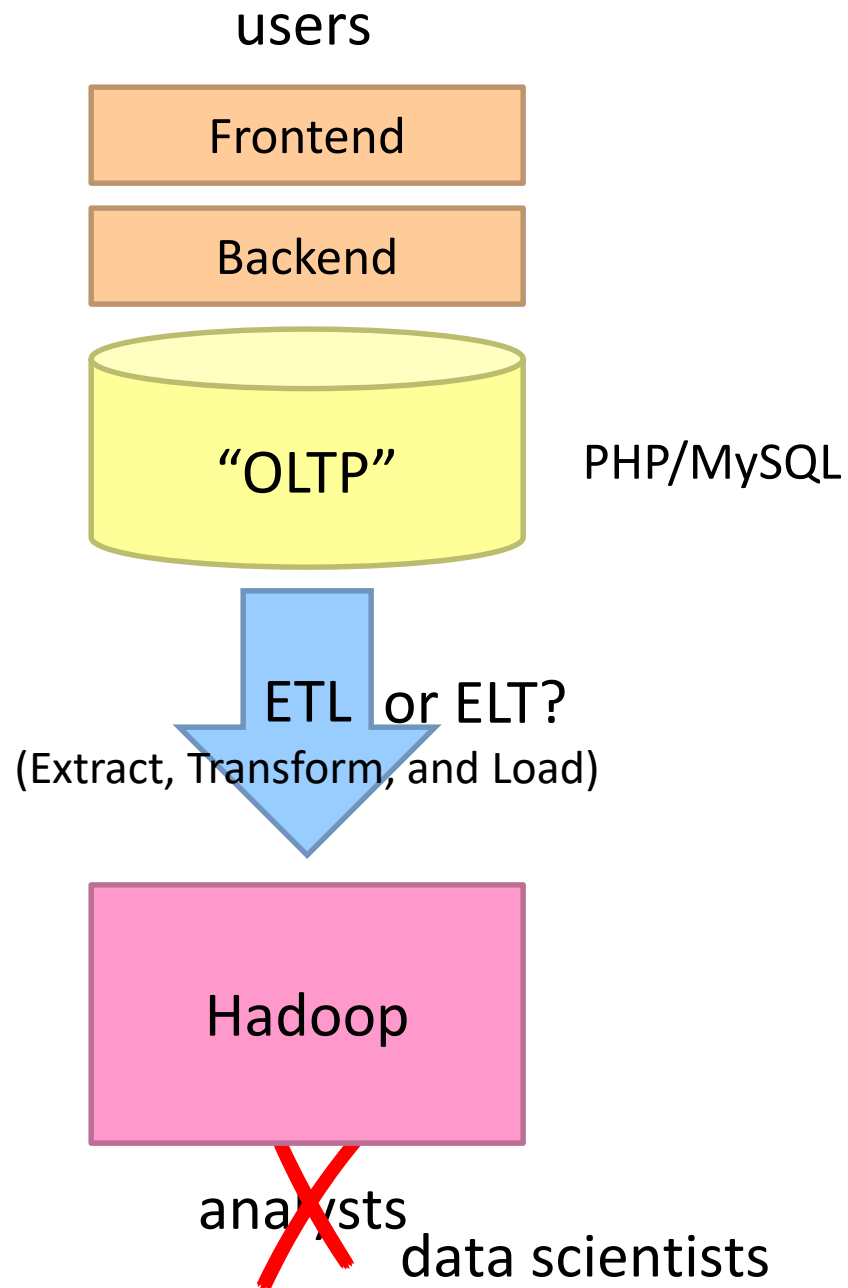 users
Frontend
Backend
“OLTP”
PHP/MySQL
ETL or ELT?
(Extract, Transform, and Load)
Hadoop
analysts
data scientists